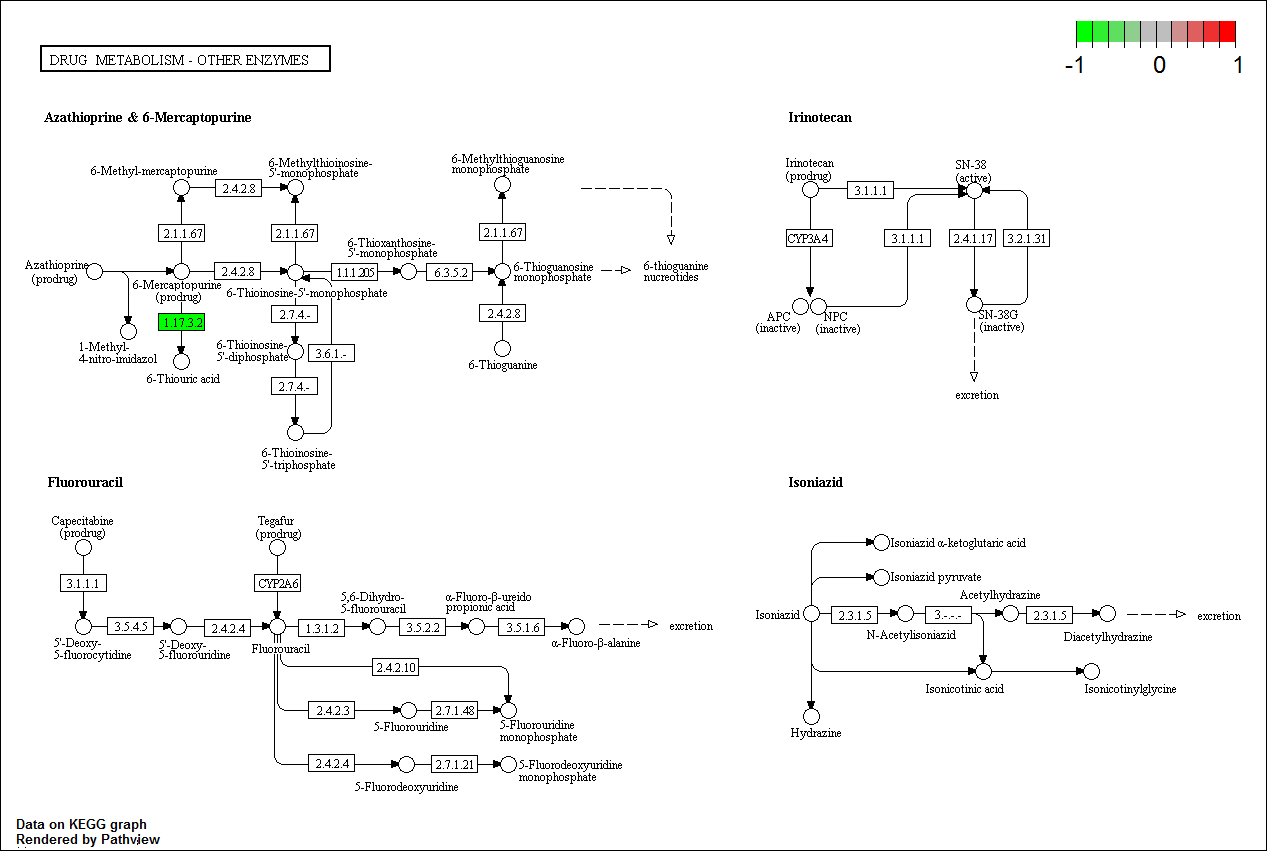 DRUG METABOLISM - OTHER ENZYMES
-1
0
1
Azathioprine & 6-Mercaptopurine
6-Methyl-mercaptopurine
2.4.2.8
6-Methylthioinosine-
5'-monophosphate
6-Methylthioguanosine
monophosphate
2.1.1.67
2.1.1.67
2.1.1.67
6-Thioxanthosine-
5'-monophosphate
Azathioprine
(prodrug)
6-Mercaptopurine
(prodrug)
2.4.2.8
6-Thioinosine-5'-monophosphate
1.1.1.205
6.3.5.2
6-Thioguanosine
monophosphate
6-thioguanine
nucreotides
1.17.3.2
2.7.4.-
2.4.2.8
1-Methyl-
4-nitro-imidazol
6-Thiouric acid
6-Thioinosine-
5'-diphosphate
3.6.1.-
6-Thioguanine
2.7.4.-
6-Thioinosine-
5'-triphosphate
Irinotecan
Irinotecan
(prodrug)
3.1.1.1
SN-38
(active)
CYP3A4
3.1.1.1
2.4.1.17
3.2.1.31
APC
(inactive)
NPC
(inactive)
SN-38G
(inactive)
excretion
Fluorouracil
Capecitabine
(prodrug)
Tegafur
(prodrug)
3.1.1.1
CYP2A6
5'-Deoxy-
5-fluorocytidine
3.5.4.5
5'-Deoxy-
5-fluorouridine
2.4.2.4
Fluorouracil
1.3.1.2
5,6-Dihydro-
5-fluorouracil
3.5.2.2
α-Fluoro-β-ureido
propionic acid
3.5.1.6
α-Fluoro-β-alanine
excretion
2.4.2.10
2.4.2.3
5-Fluorouridine
2.7.1.48
5-Fluorouridine
monophosphate
2.4.2.4
5-Fluorodeoxyuridine
2.7.1.21
5-Fluorodeoxyuridine
monophosphate
Isoniazid
Isoniazid α-ketoglutaric acid
Isoniazid pyruvate
Isoniazid
2.3.1.5
N-Acetylisoniazid
3.-.-.-
Acetylhydrazine
2.3.1.5
Diacetylhydrazine
excretion
Isonicotinic acid
Isonicotinylglycine
Hydrazine
Data on KEGG graph
Rendered by Pathview